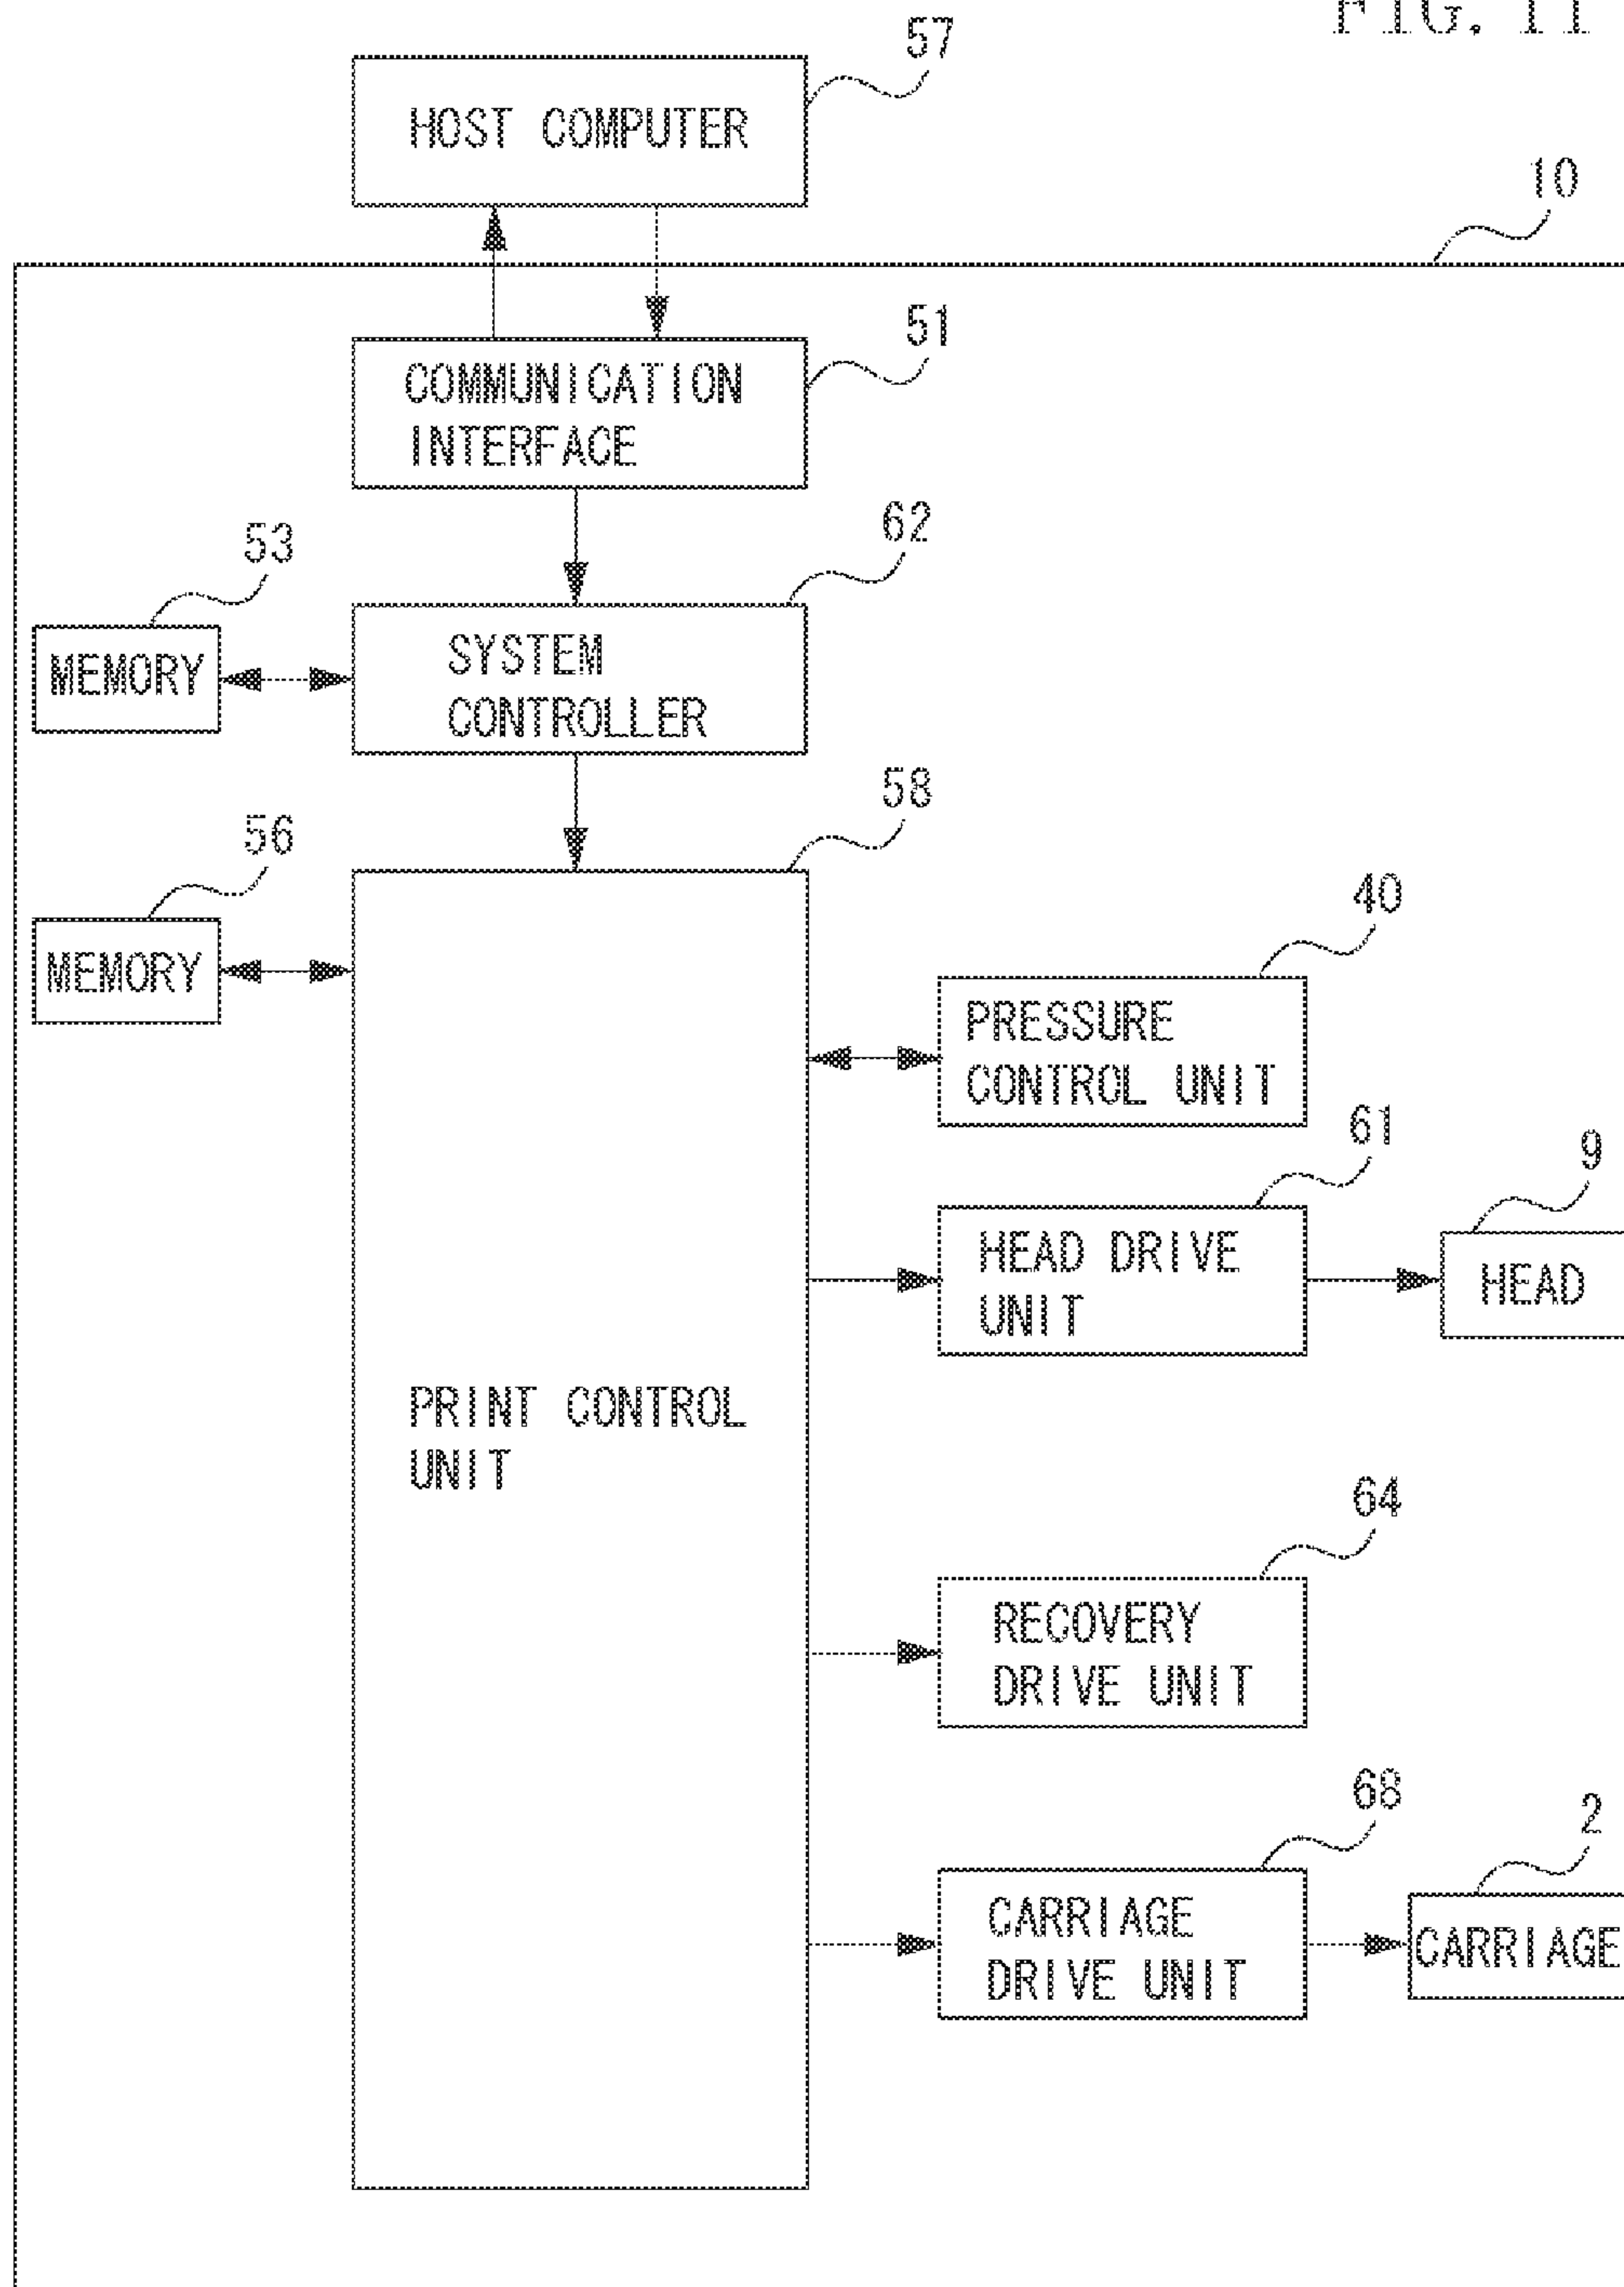 FIG. 11
57
HOST COMPUTER
10
51
COMMUNICATION
INTERFACE
62
53
SYSTEM
MEMORY
CONTROLLER
58
56
40
MEMORY
PRESSURE
CONTROL UNIT
61
9
HEAD DRIVE
HEAD
UNIT
PRINT CONTROL
UNIT
64
RECOVERY
DRIVE UNIT
68
2
CARRIAGE
CARRIAGE
DRIVE UNIT